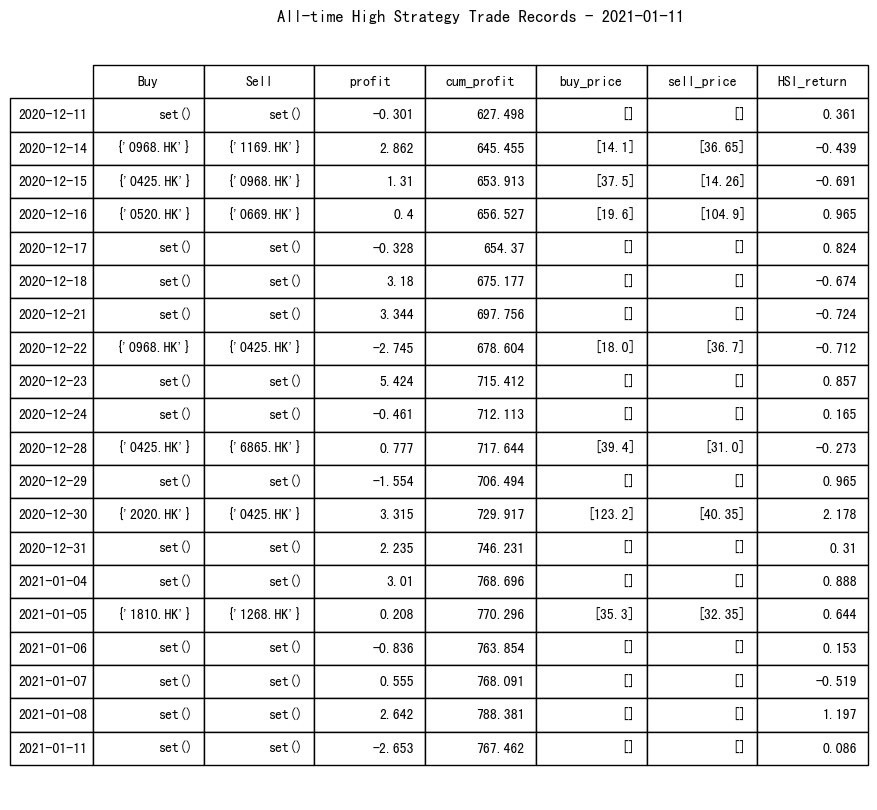 All-time High Strategy Trade Records - 2021-01-11
Buy Sell profit cum_profit buy_price sell_price HSI_return
2020-12-11 set() set() -0.301 627.498 [] [] 0.361
2020-12-14 {'0968.HK'} {'1169.HK'} 2.862 645.455 [14.1] [36.65] -0.439
2020-12-15 {'0425.HK'} {'0968.HK'} 1.31 653.913 [37.5] [14.26] -0.691
2020-12-16 {'0520.HK'} {'0669.HK'} 0.4 656.527 [19.6] [104.9] 0.965
2020-12-17 set() set() -0.328 654.37 [] [] 0.824
2020-12-18 set() set() 3.18 675.177 [] [] -0.674
2020-12-21 set() set() 3.344 697.756 [] [] -0.724
2020-12-22 {'0968.HK'} {'0425.HK'} -2.745 678.604 [18.0] [36.7] -0.712
2020-12-23 set() set() 5.424 715.412 [] [] 0.857
2020-12-24 set() set() -0.461 712.113 [] [] 0.165
2020-12-28 {'0425.HK'} {'6865.HK'} 0.777 717.644 [39.4] [31.0] -0.273
2020-12-29 set() set() -1.554 706.494 [] [] 0.965
2020-12-30 {'2020.HK'} {'0425.HK'} 3.315 729.917 [123.2] [40.35] 2.178
2020-12-31 set() set() 2.235 746.231 [] [] 0.31
2021-01-04 set() set() 3.01 768.696 [] [] 0.888
2021-01-05 {'1810.HK'} {'1268.HK'} 0.208 770.296 [35.3] [32.35] 0.644
2021-01-06 set() set() -0.836 763.854 [] [] 0.153
2021-01-07 set() set() 0.555 768.091 [] [] -0.519
2021-01-08 set() set() 2.642 788.381 [] [] 1.197
2021-01-11 set() set() -2.653 767.462 [] [] 0.086